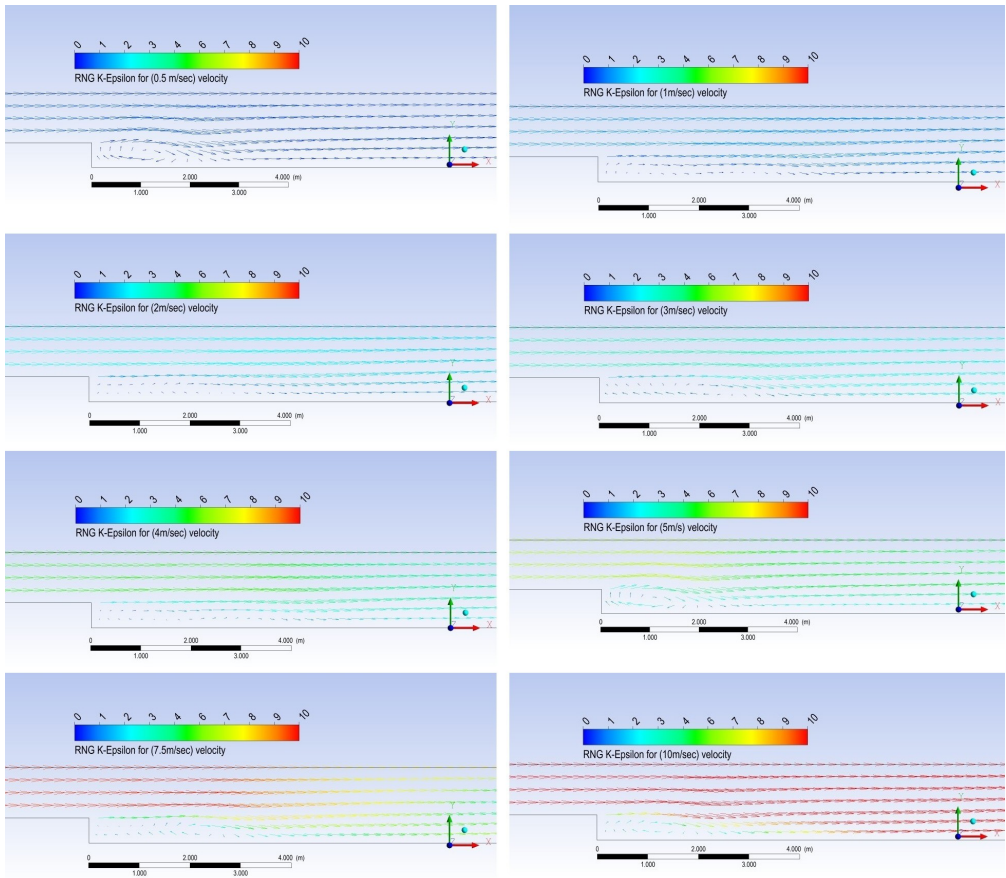 0 1 2 3 4 5 6 7 8 9 10
RNG K-Epsilon for (0.5 m/sec) velocity
Y
X
0 2.000 4.000 (m)
1.000 3.000
0 1 2 3 4 5 6 7 8 9 10
RNG K-Epsilon for (1m/sec) velocity
Y
Z X
0 2.000 4.000 (m)
1.000 3.000
0 1 2 3 4 5 6 7 8 9 10
RNG K-Epsilon for (2m/sec) velocity
Y
Z X
0 2.000 4.000 (m)
1.000 3.000
0 1 2 3 4 5 6 7 8 9 10
RNG K-Epsilon for (3m/sec) velocity
Y
Z X
0 2.000 4.000 (m)
1.000 3.000
0 1 2 3 4 5 6 7 8 9 10
RNG K-Epsilon for (4m/sec) velocity
Y
Z X
0 2.000 4.000 (m)
1.000 3.000
0 1 2 3 4 5 6 7 8 9 10
RNG K-Epsilon for (5m/s) velocity
Y
Z X
0 2.000 4.000 (m)
1.000 3.000
0 1 2 3 4 5 6 7 8 9 10
RNG K-Epsilon for (7.5m/sec) velocity
Y
Z X
0 2.000 4.000 (m)
1.000 3.000
0 1 2 3 4 5 6 7 8 9 10
RNG K-Epsilon for (10m/sec) velocity
Y
Z X
0 2.000 4.000 (m)
1.000 3.000